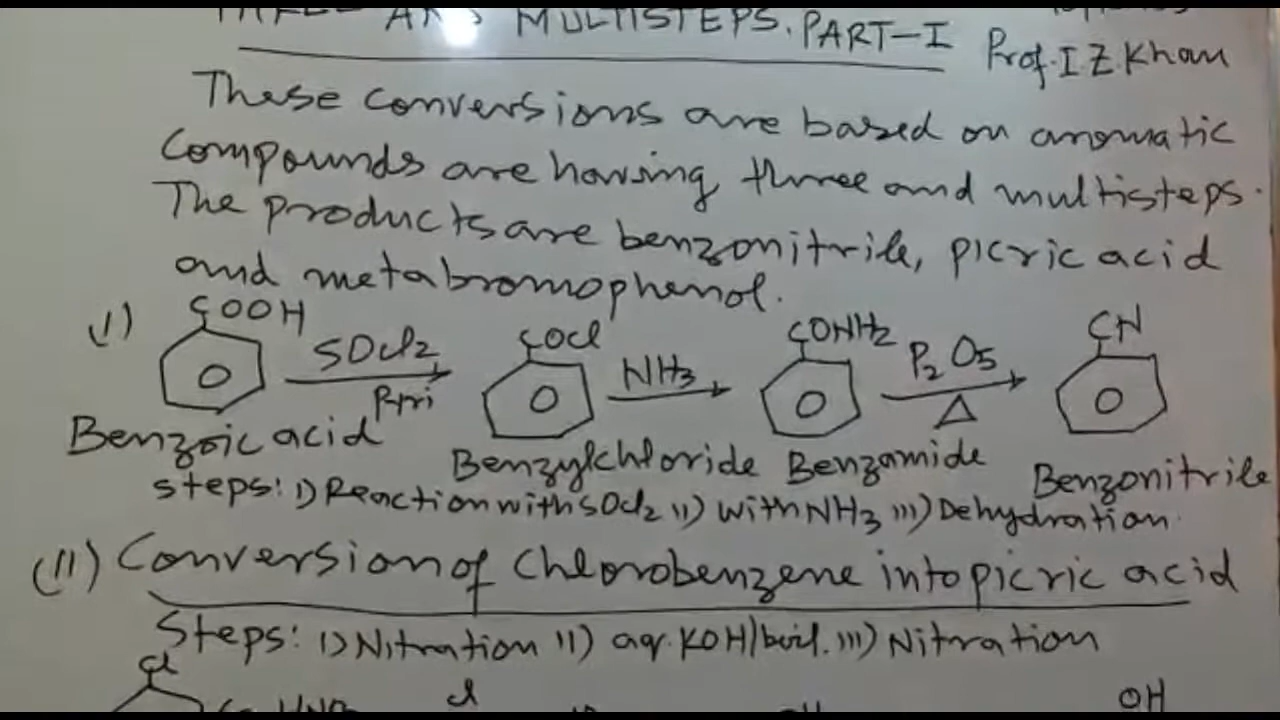 MULTISTEPS. PART-I Prof. I Z Khan
These conversions are based on aromatic
Compounds are having three and multisteps.
The products are benzonitrile, picric acid
and metabromophenol.
(I) COOH SOCl2 COCl NH3 CONH2 P2O5 CN
Δ
Benzoic acid Benzylchloride Benzamide Benzonitrile
Steps: i) Reaction with SOCl2 ii) with NH3 iii) Dehydration.
(II) Conversion of Chlorobenzene into picric acid
Steps: i) Nitration ii) aq. KOH/boil. iii) Nitration
Cl Cl OH